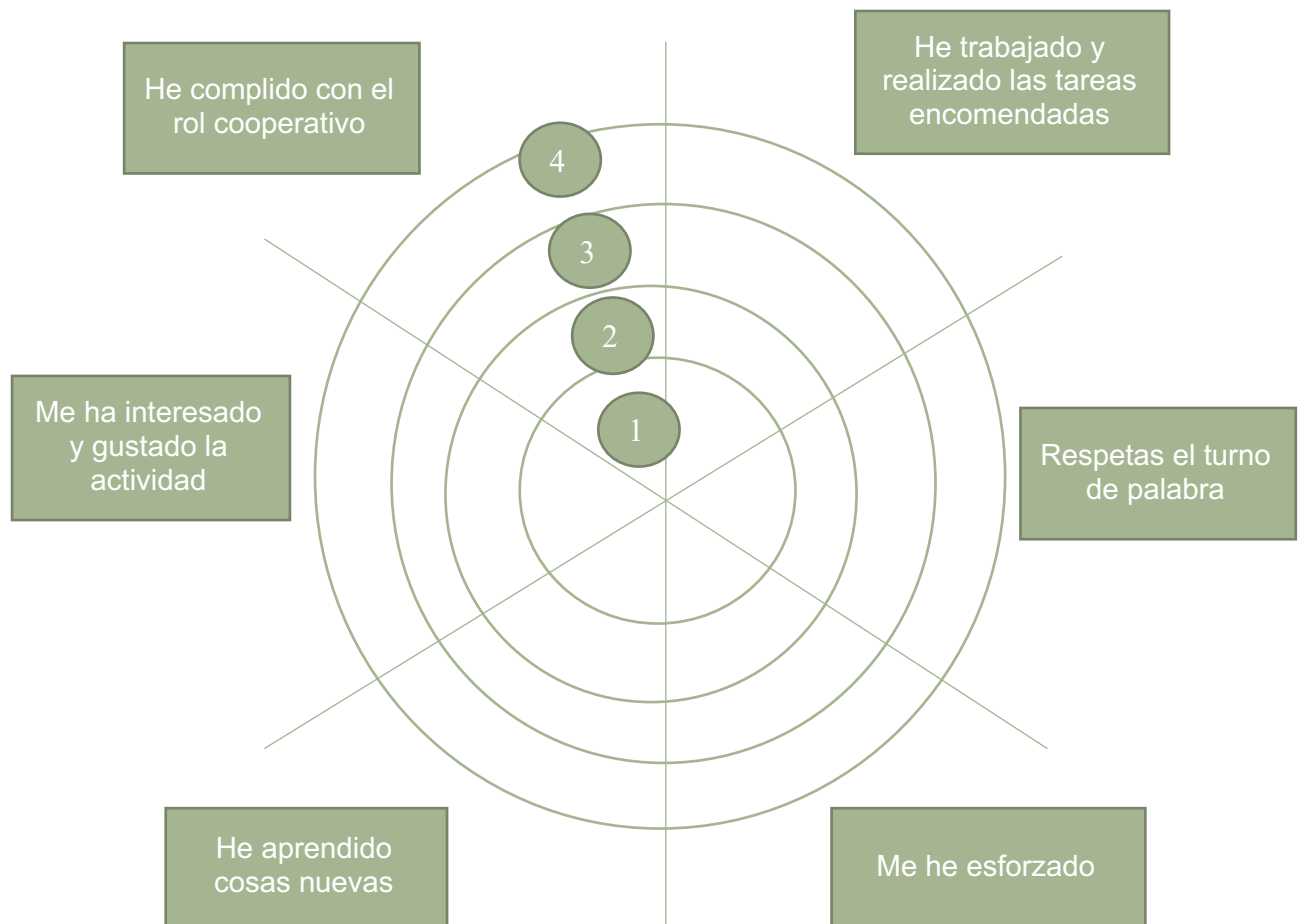 He complido con el
rol cooperativo
He trabajado y
realizado las tareas
encomendadas
4
3
2
1
Me ha interesado
y gustado la
actividad
Respetas el turno
de palabra
He aprendido
cosas nuevas
Me he esforzado